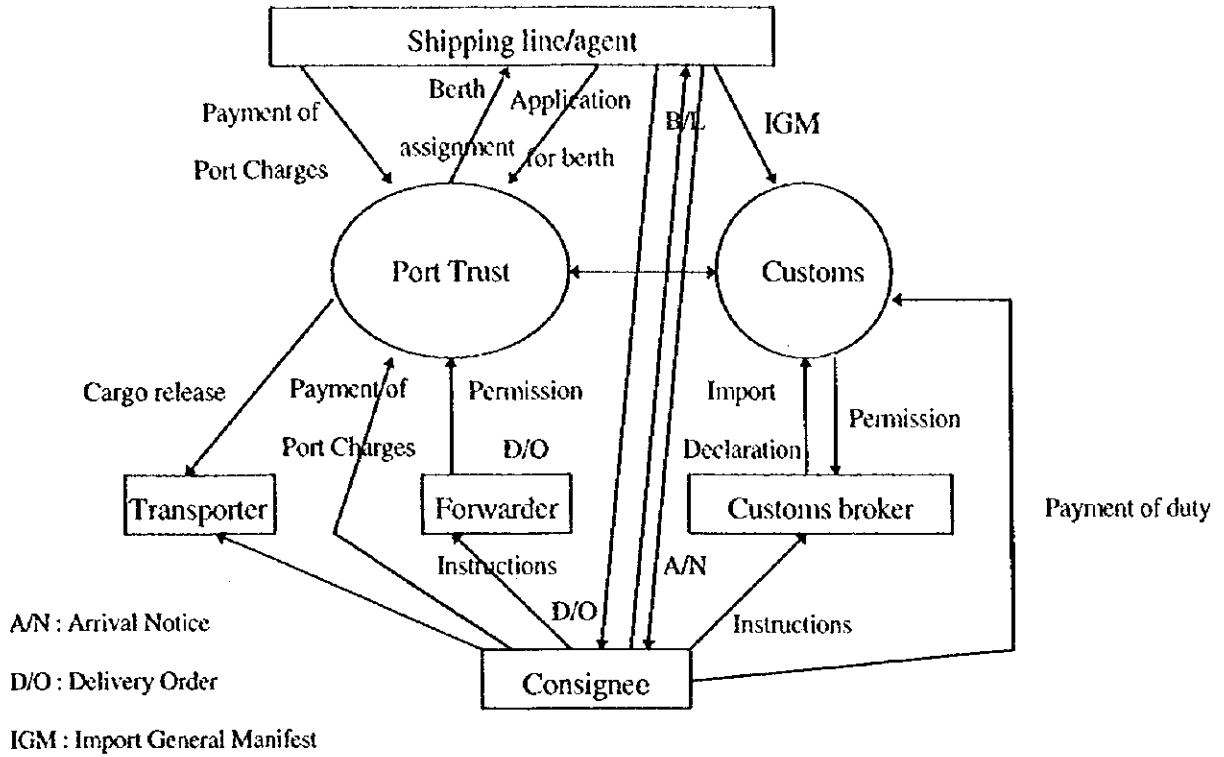 Shipping line/agent
Payment of
Port Charges
Berth
assignment
Application
for berth
B/L
IGM
Port Trust
Customs
Cargo release
Payment of
Port Charges
Permission
D/O
Import
Declaration
Permission
Transporter
Forwarder
Customs broker
Payment of duty
Instructions
D/O
A/N
Instructions
Consignee
A/N : Arrival Notice
D/O : Delivery Order
IGM : Import General Manifest